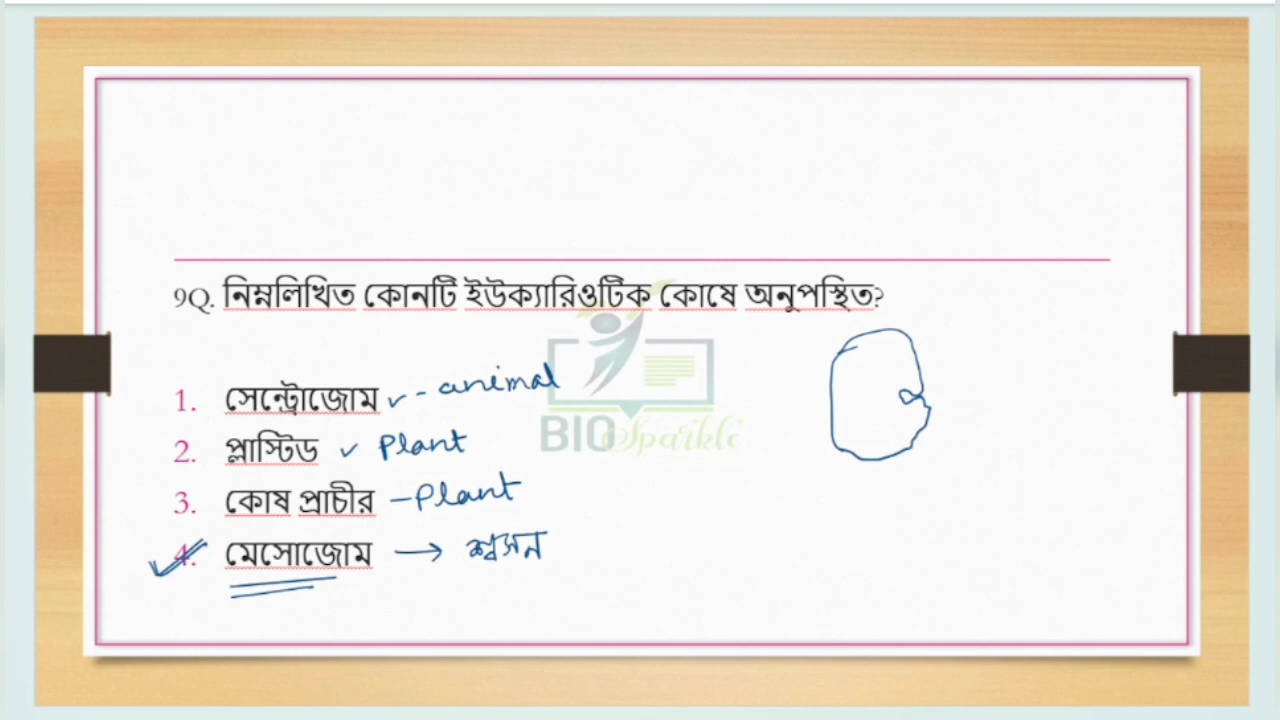 9Q. নিম্নলিখিত কোনটি ইউক্যারিওটিক কোষে অনুপস্থিত?
1. সেন্ট্রোজোম ✓ - animal
2. প্লাস্টিড ✓ Plant
BIO Sparkle
3. কোষ প্রাচীর – Plant
4. মেসোজোম → শ্বসন